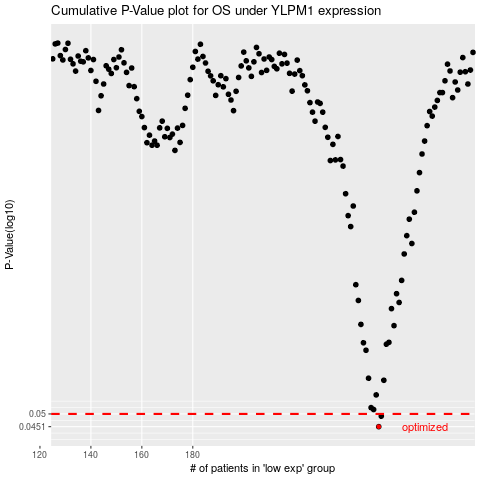 Cumulative P-Value plot for OS under YLPM1 expression
P-Value(log10)
0.05
0.0451
optimized
120 140 160 180
# of patients in 'low exp' group